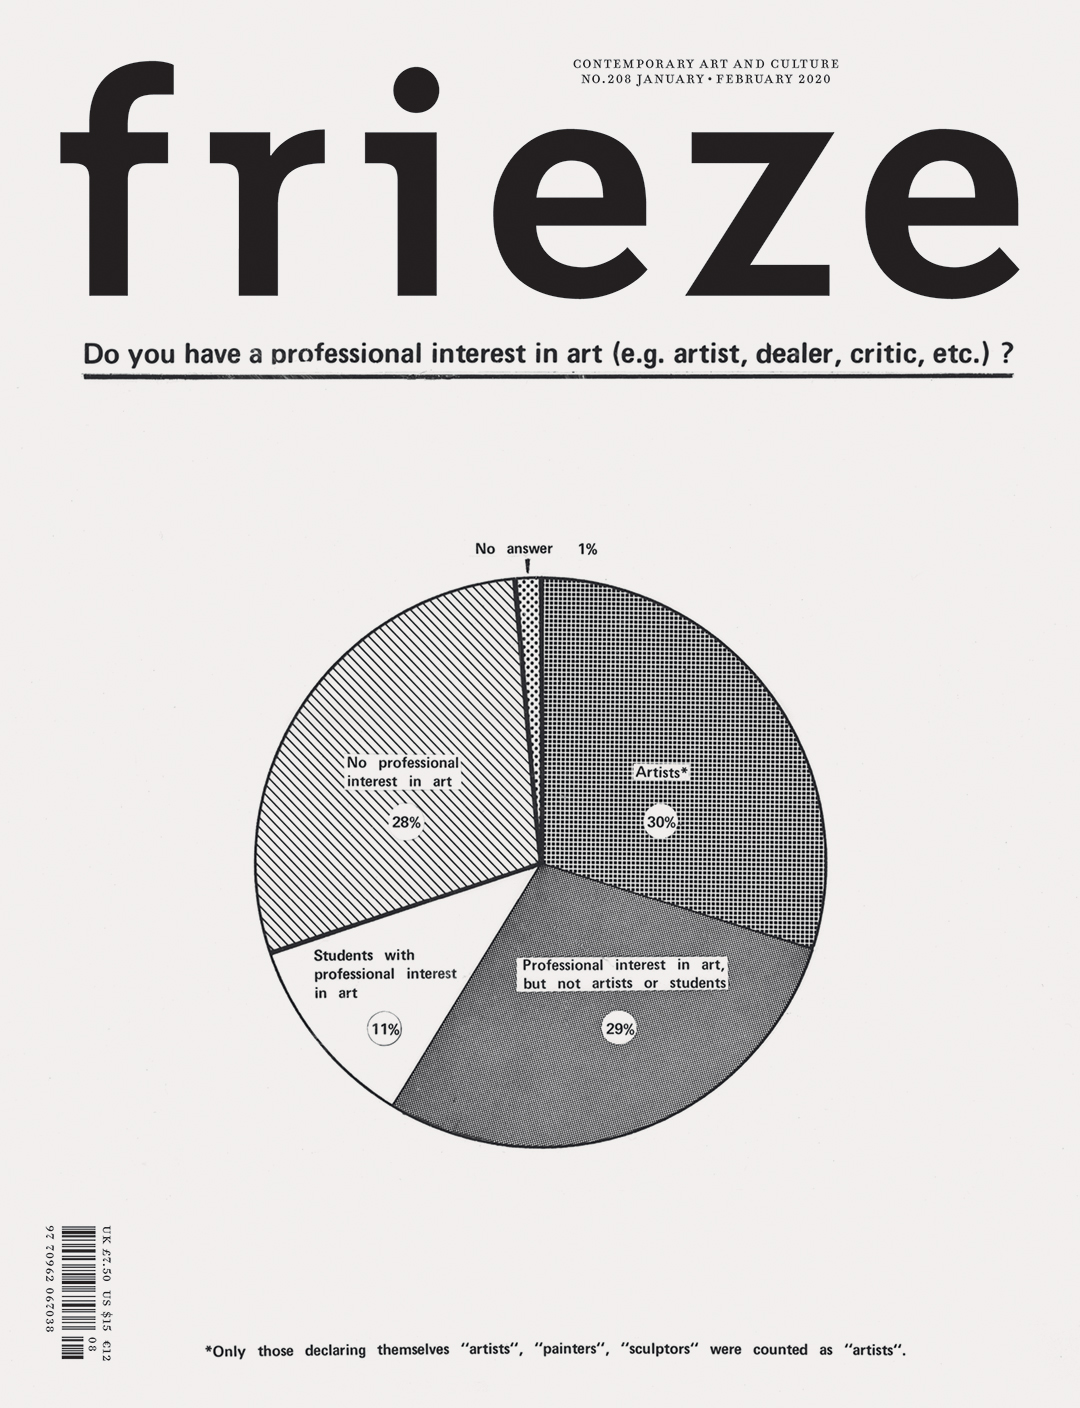 CONTEMPORARY ART AND CULTURE
NO.208 JANUARY • FEBRUARY 2020
frieze
Do you have a professional interest in art (e.g. artist, dealer, critic, etc.) ?
No answer 1%
No professional
interest in art
28%
Artists*
30%
Students with
professional interest
in art
11%
Professional interest in art,
but not artists or students
29%
UK £7.50 US $15 €12
08
97 70962 067038
*Only those declaring themselves “artists”, “painters”, “sculptors” were counted as “artists”.